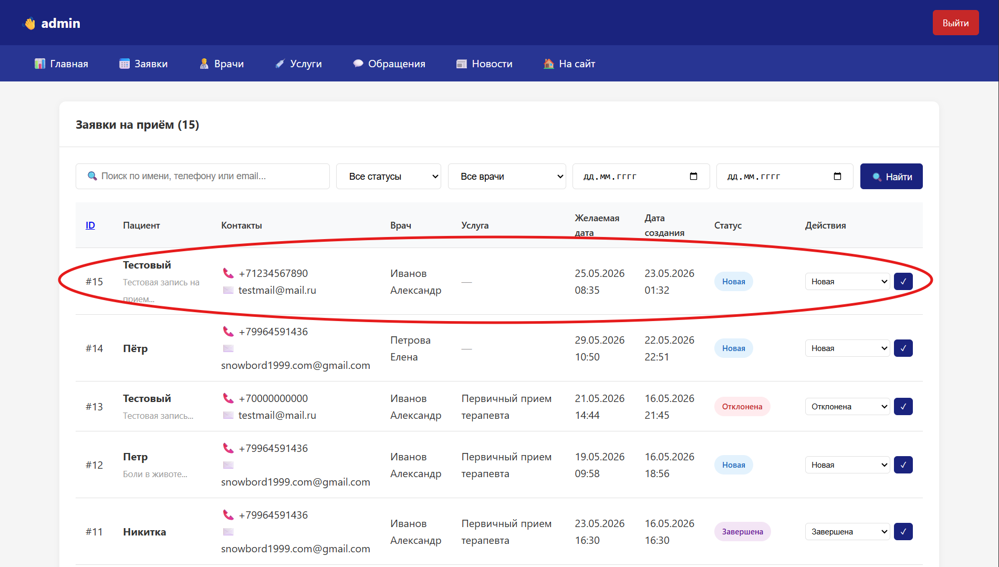 admin
Выйти
Главная
Заявки
Врачи
Услуги
Обращения
Новости
На сайт
Заявки на приём (15)
Поиск по имени, телефону или email...
Все статусы
Все врачи
дд.мм.гггг
дд.мм.гггг
Найти
ID
Пациент
Контакты
Врач
Услуга
Желаемая
дата
Дата
создания
Статус
Действия
#15
Тестовый
Тестовая запись на
прием...
+71234567890
testmail@mail.ru
Иванов
Александр
—
25.05.2026
08:35
23.05.2026
01:32
Новая
Новая
✓
#14
Пётр
+79964591436
snowbord1999.com@gmail.com
Петрова
Елена
—
29.05.2026
10:50
22.05.2026
22:51
Новая
Новая
✓
#13
Тестовый
Тестовая запись...
+70000000000
testmail@mail.ru
Иванов
Александр
Первичный прием
терапевта
21.05.2026
14:44
16.05.2026
21:45
Отклонена
Отклонена
✓
#12
Петр
Боли в животе...
+79964591436
snowbord1999.com@gmail.com
Иванов
Александр
Первичный прием
терапевта
19.05.2026
09:58
16.05.2026
18:56
Новая
Новая
✓
#11
Никитка
+79964591436
snowbord1999.com@gmail.com
Иванов
Александр
Первичный прием
терапевта
23.05.2026
16:30
16.05.2026
16:30
Завершена
Завершена
✓